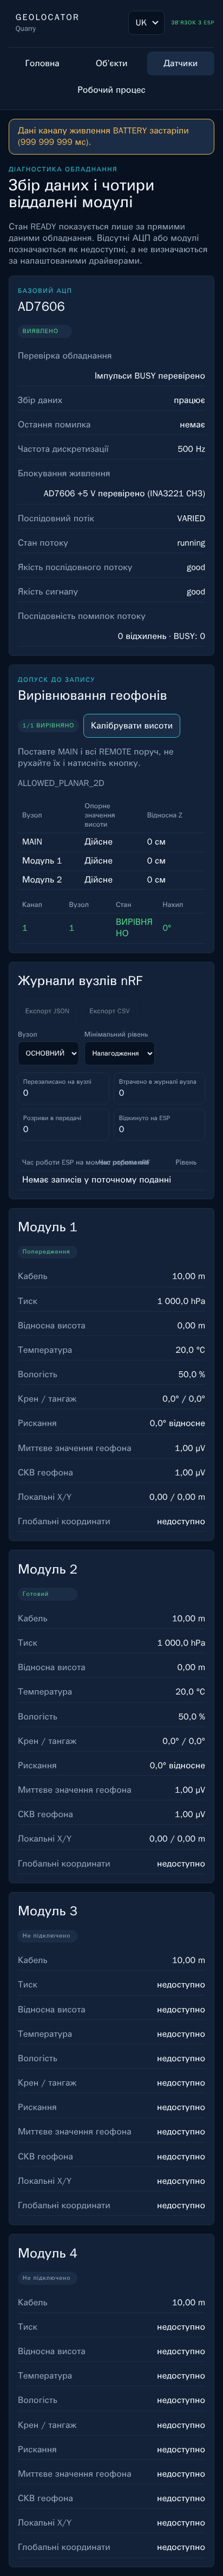 GEOLOCATOR
Quarry
UK
ЗВ'ЯЗОК З ESP
Головна
Об'єкти
Датчики
Робочий процес
Дані каналу живлення BATTERY застаріли
(999 999 999 мс).
ДІАГНОСТИКА ОБЛАДНАННЯ
Збір даних і чотири
віддалені модулі
Стан READY показується лише за прямими
даними обладнання. Відсутні АЦП або модулі
позначаються як недоступні, а не визначаються
за налаштованими драйверами.
БАЗОВИЙ АЦП
AD7606
ВИЯВЛЕНО
Перевірка обладнання
Імпульси BUSY перевірено
Збір даних працює
Остання помилка немає
Частота дискретизації 500 Hz
Блокування живлення
AD7606 +5 V перевірено (INA3221 CH3)
Послідовний потік VARIED
Стан потоку running
Якість послідовного потоку good
Якість сигналу good
Послідовність помилок потоку
0 відхилень · BUSY: 0
ДОПУСК ДО ЗАПИСУ
Вирівнювання геофонів
1/1 ВИРІВНЯНО
Калібрувати висоти
Поставте MAIN і всі REMOTE поруч, не
рухайте їх і натисніть кнопку.
ALLOWED_PLANAR_2D
Вузол Опорне значення висоти Відносна Z
MAIN Дійсне 0 см
Модуль 1 Дійсне 0 см
Модуль 2 Дійсне 0 см
Канал Вузол Стан Нахил
1 1 ВИРІВНЯ
НО 0°
Журнали вузлів nRF
Експорт JSON Експорт CSV
Вузол Мінімальний рівень
ОСНОВНИЙ Налагодження
Перезаписано на вузлі Втрачено в журналі вузла
0 0
Розриви в передачі Відкинуто на ESP
0 0
Час роботи ESP на момент отримання Час роботи nRF Рівень
Немає записів у поточному поданні
Модуль 1
Попередження
Кабель 10,00 m
Тиск 1 000,0 hPa
Відносна висота 0,00 m
Температура 20,0 °C
Вологість 50,0 %
Крен / тангаж 0,0° / 0,0°
Рискання 0,0° відносне
Миттєве значення геофона 1,00 µV
СКВ геофона 1,00 µV
Локальні X/Y 0,00 / 0,00 m
Глобальні координати недоступно
Модуль 2
Готовий
Кабель 10,00 m
Тиск 1 000,0 hPa
Відносна висота 0,00 m
Температура 20,0 °C
Вологість 50,0 %
Крен / тангаж 0,0° / 0,0°
Рискання 0,0° відносне
Миттєве значення геофона 1,00 µV
СКВ геофона 1,00 µV
Локальні X/Y 0,00 / 0,00 m
Глобальні координати недоступно
Модуль 3
Не підключено
Кабель 10,00 m
Тиск недоступно
Відносна висота недоступно
Температура недоступно
Вологість недоступно
Крен / тангаж недоступно
Рискання недоступно
Миттєве значення геофона недоступно
СКВ геофона недоступно
Локальні X/Y недоступно
Глобальні координати недоступно
Модуль 4
Не підключено
Кабель 10,00 m
Тиск недоступно
Відносна висота недоступно
Температура недоступно
Вологість недоступно
Крен / тангаж недоступно
Рискання недоступно
Миттєве значення геофона недоступно
СКВ геофона недоступно
Локальні X/Y недоступно
Глобальні координати недоступно